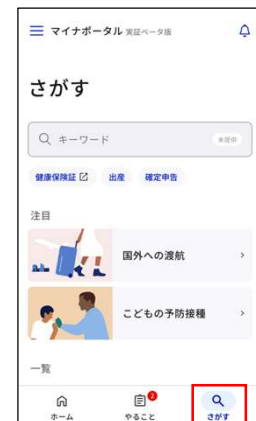 マイナポータル 実証ベータ版
さがす
キーワード 未提供
健康保険証 出産 確定申告
注目
国外への渡航
こどもの予防接種
一覧
2
ホーム やること さがす